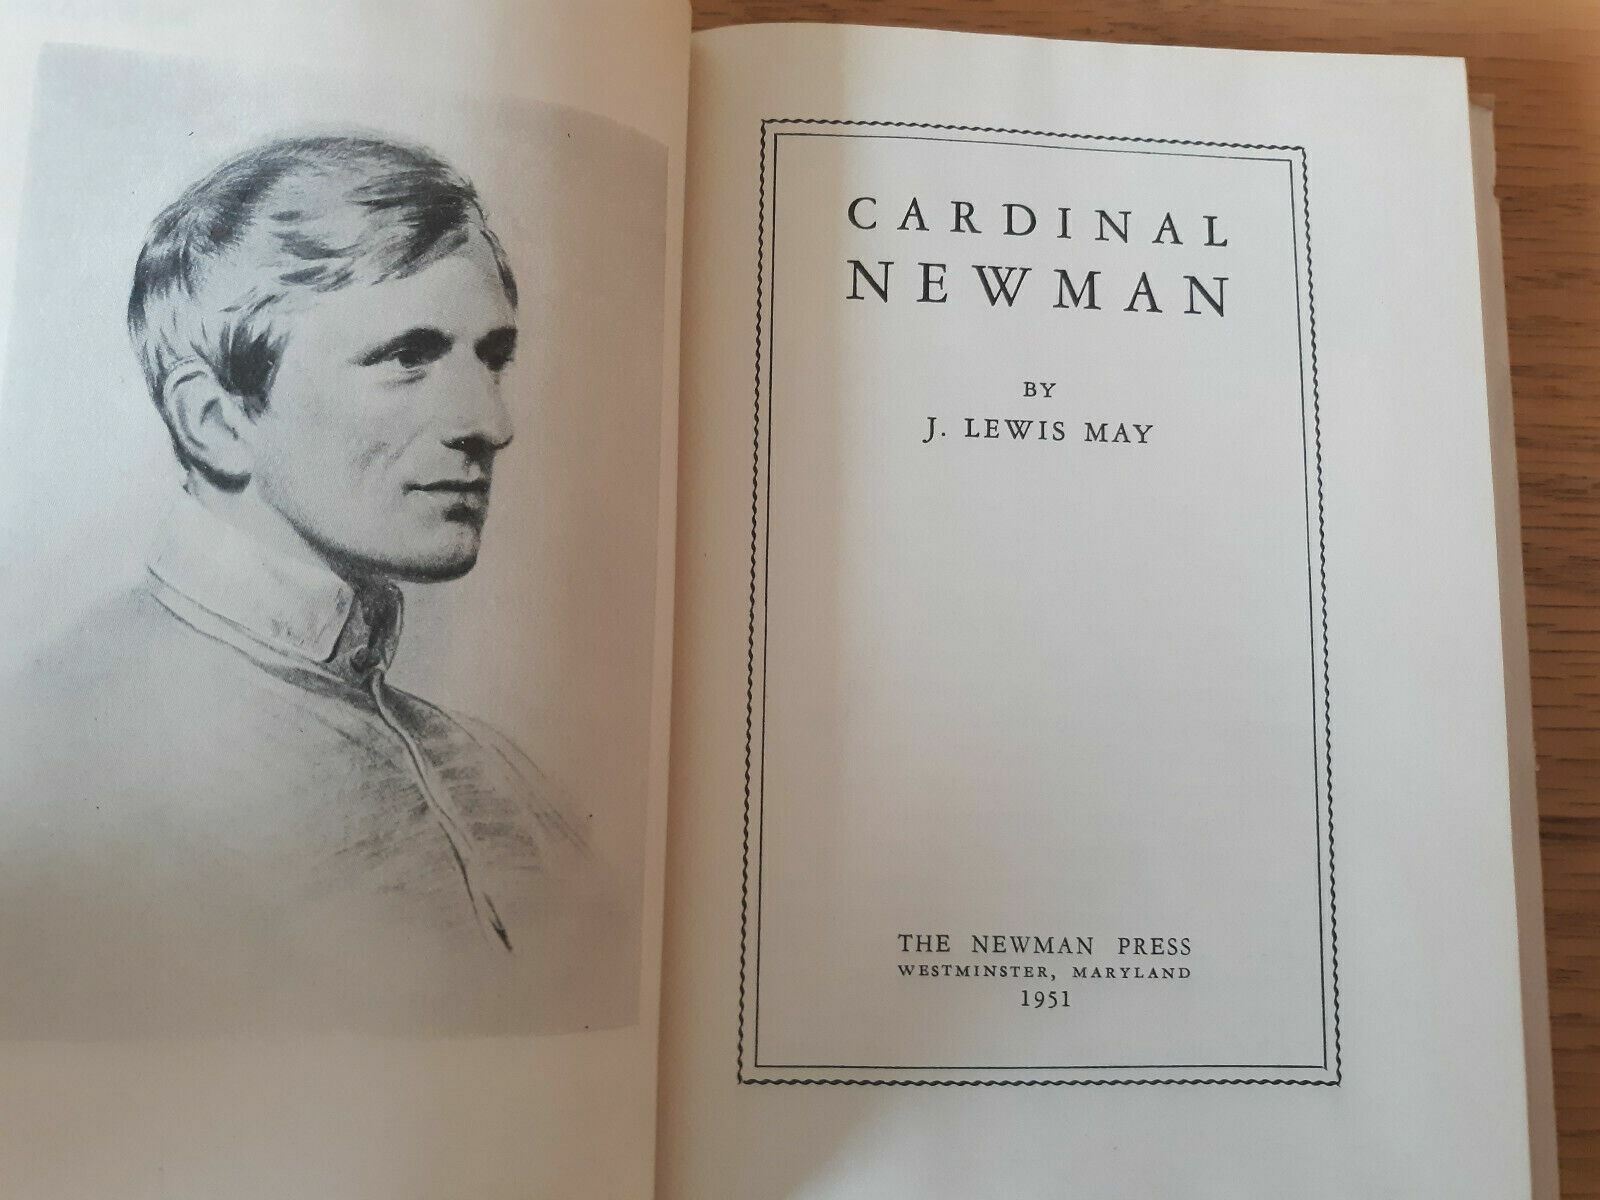 CARDINAL
NEWMAN
BY
J. LEWIS MAY
THE NEWMAN PRESS
WESTMINSTER, MARYLAND
1951